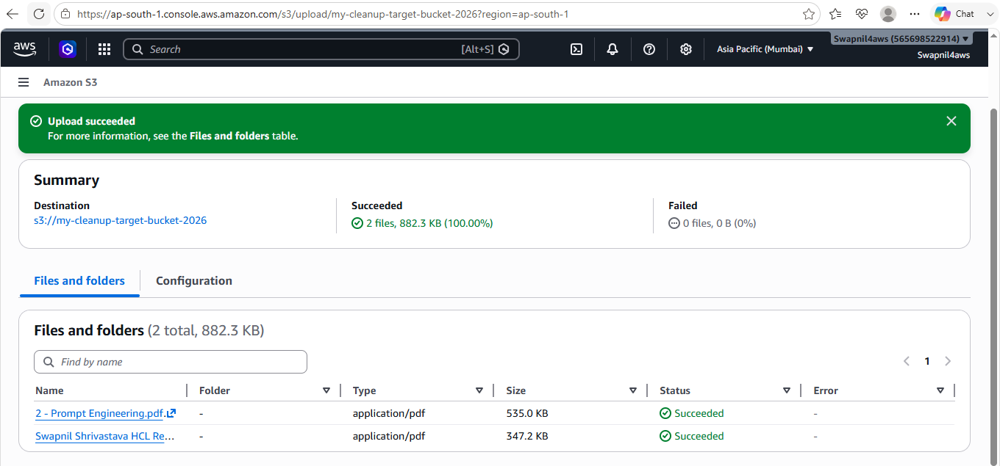 https://ap-south-1.console.aws.amazon.com/s3/upload/my-cleanup-target-bucket-2026?region=ap-south-1
Chat
aws
Search
[Alt+S]
Asia Pacific (Mumbai)
Swapnil4aws (565698522914)
Swapnil4aws
Amazon S3
Upload succeeded
For more information, see the Files and folders table.
Summary
Destination
s3://my-cleanup-target-bucket-2026
Succeeded
2 files, 882.3 KB (100.00%)
Failed
0 files, 0 B (0%)
Files and folders
Configuration
Files and folders (2 total, 882.3 KB)
Find by name
1
Name Folder Type Size Status Error
2 - Prompt Engineering.pdf. - application/pdf 535.0 KB Succeeded -
Swapnil Shrivastava HCL Re... - application/pdf 347.2 KB Succeeded -